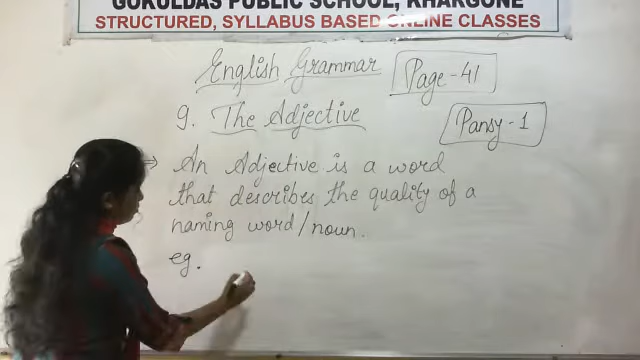 GOKULDAS PUBLIC SCHOOL, KHARGONE
STRUCTURED, SYLLABUS BASED ONLINE CLASSES
English Grammar
Page-41
9. The Adjective
Pansy-1
⇒ An Adjective is a word
that describes the quality of a
naming word/noun.
eg.